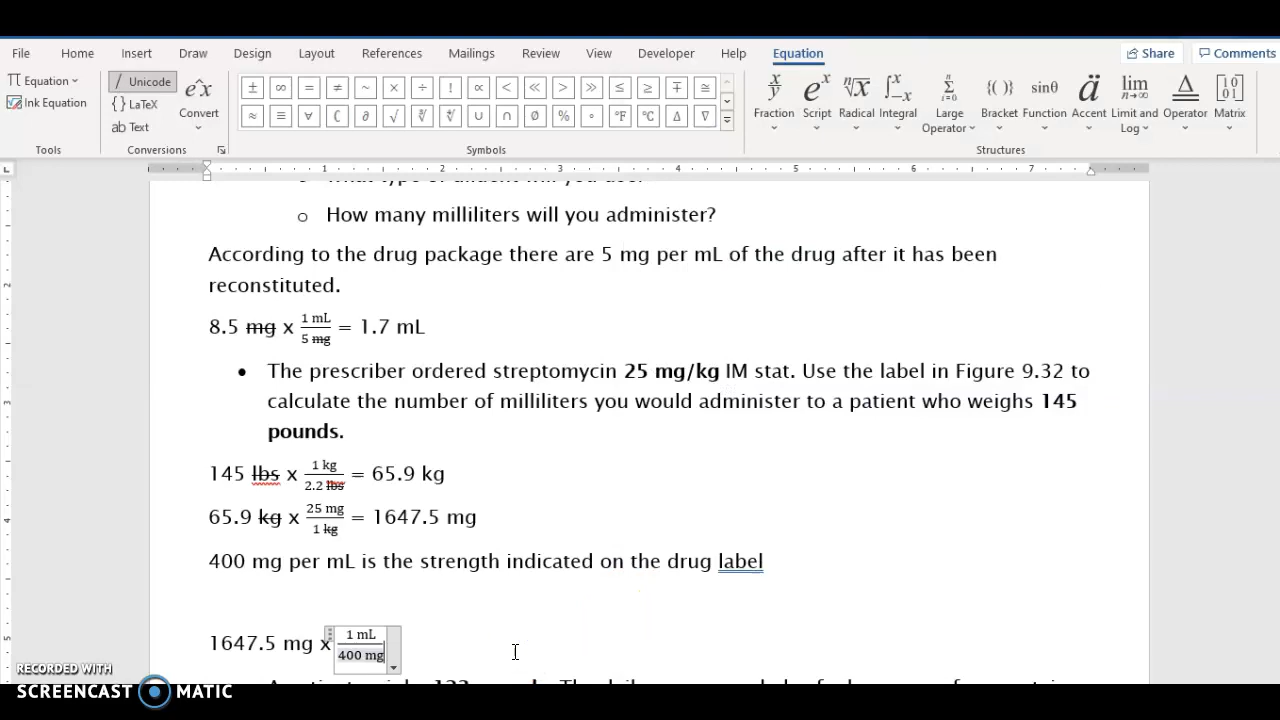 File Home Insert Draw Design Layout References Mailings Review View Developer Help Equation Share Comments
Equation Unicode
Ink Equation LaTeX Convert Fraction Script Radical Integral Large Operator Bracket Function Accent Limit and Log Operator Matrix
Text
Tools Conversions Symbols Structures
1 2 3 4 5 6 7
o How many milliliters will you administer?
According to the drug package there are 5 mg per mL of the drug after it has been
reconstituted.
8.5 mg x 1 mL / 5 mg = 1.7 mL
• The prescriber ordered streptomycin 25 mg/kg IM stat. Use the label in Figure 9.32 to
calculate the number of milliliters you would administer to a patient who weighs 145
pounds.
145 lbs x 1 kg / 2.2 lbs = 65.9 kg
65.9 kg x 25 mg / 1 kg = 1647.5 mg
400 mg per mL is the strength indicated on the drug label
1647.5 mg x 1 mL / 400 mg
RECORDED WITH
SCREENCAST MATIC